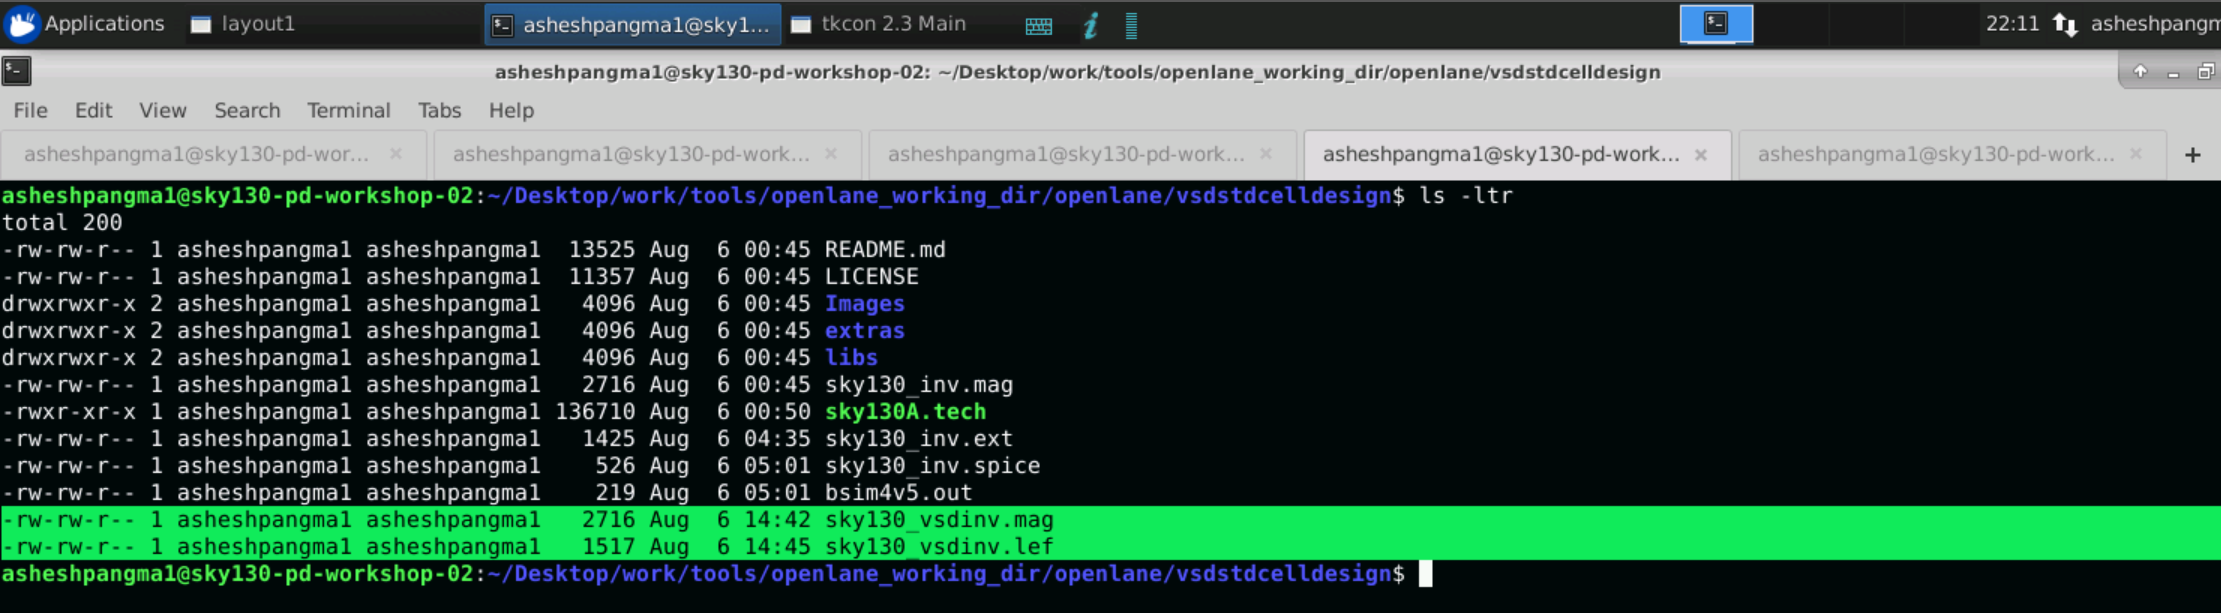 Applications layout1 asheshpangma1@sky1... tkcon 2.3 Main 22:11 asheshpangm
asheshpangma1@sky130-pd-workshop-02: ~/Desktop/work/tools/openlane_working_dir/openlane/vsdstdcelldesign
File Edit View Search Terminal Tabs Help
asheshpangma1@sky130-pd-wor... × asheshpangma1@sky130-pd-work... × asheshpangma1@sky130-pd-work... × asheshpangma1@sky130-pd-work... × asheshpangma1@sky130-pd-work... × +
asheshpangma1@sky130-pd-workshop-02:~/Desktop/work/tools/openlane_working_dir/openlane/vsdstdcelldesign$ ls -ltr
total 200
-rw-rw-r-- 1 asheshpangma1 asheshpangma1  13525 Aug  6 00:45 README.md
-rw-rw-r-- 1 asheshpangma1 asheshpangma1  11357 Aug  6 00:45 LICENSE
drwxrwxr-x 2 asheshpangma1 asheshpangma1   4096 Aug  6 00:45 Images
drwxrwxr-x 2 asheshpangma1 asheshpangma1   4096 Aug  6 00:45 extras
drwxrwxr-x 2 asheshpangma1 asheshpangma1   4096 Aug  6 00:45 libs
-rw-rw-r-- 1 asheshpangma1 asheshpangma1   2716 Aug  6 00:45 sky130_inv.mag
-rwxr-xr-x 1 asheshpangma1 asheshpangma1 136710 Aug  6 00:50 sky130A.tech
-rw-rw-r-- 1 asheshpangma1 asheshpangma1   1425 Aug  6 04:35 sky130_inv.ext
-rw-rw-r-- 1 asheshpangma1 asheshpangma1    526 Aug  6 05:01 sky130_inv.spice
-rw-rw-r-- 1 asheshpangma1 asheshpangma1    219 Aug  6 05:01 bsim4v5.out
-rw-rw-r-- 1 asheshpangma1 asheshpangma1   2716 Aug  6 14:42 sky130_vsdinv.mag
-rw-rw-r-- 1 asheshpangma1 asheshpangma1   1517 Aug  6 14:45 sky130_vsdinv.lef
asheshpangma1@sky130-pd-workshop-02:~/Desktop/work/tools/openlane_working_dir/openlane/vsdstdcelldesign$